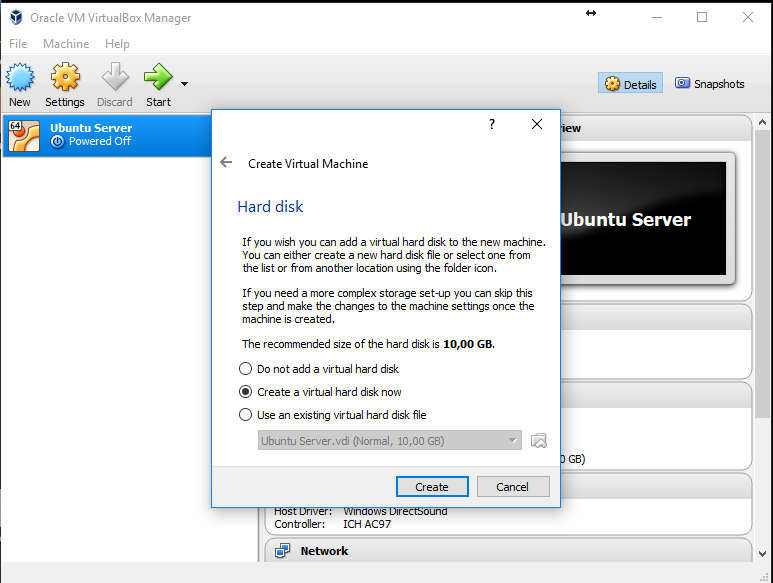 Oracle VM VirtualBox Manager
File Machine Help
New Settings Discard Start Details Snapshots
64
Ubuntu Server
Powered Off
?
Create Virtual Machine
Hard disk
If you wish you can add a virtual hard disk to the new machine.
You can either create a new hard disk file or select one from
the list or from another location using the folder icon.
If you need a more complex storage set-up you can skip this
step and make the changes to the machine settings once the
machine is created.
The recommended size of the hard disk is 10,00 GB.
Do not add a virtual hard disk
Create a virtual hard disk now
Use an existing virtual hard disk file
Ubuntu Server.vdi (Normal, 10,00 GB)
Create Cancel
iew
Ubuntu Server
0 GB)
Host Driver: Windows DirectSound
Controller: ICH AC97
Network